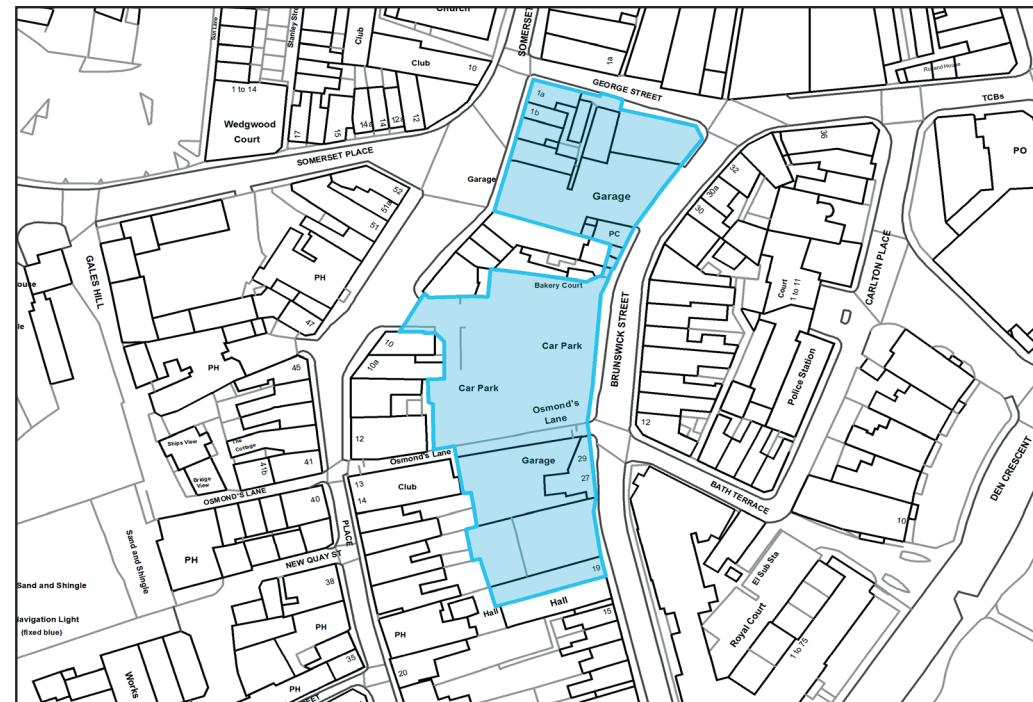 Church
Sun Lane
Stanley Street
Club
Club
10
SOMERSET
1a
GEORGE STREET
TCBs
1 to 14
Wedgwood
Court
17
15
14a
14
12a
12
1a
1b
36
PO
SOMERSET PLACE
Garage
Garage
52
51a
51
32
30a
30
PC
PH
47
GALES HILL
CARLTON PLACE
Court
1 to 11
Bakery Court
BRUNSWICK STREET
Car Park
Car Park
10
10a
PH
45
Police Station
Osmond's
Lane
12
12
Ships View
The
Cottage
41b
41
Bridge
View
Osmond's Lane
Garage
29
27
13
14
Club
OSMOND'S LANE
40
PLACE
BATH TERRACE
DEN CRESCENT
10
Sand and Shingle
PH
NEW QUAY ST
El Sub Sta
Sand and Shingle
38
19
Hall
Hall
15
Navigation Light
(fixed blue)
PH
PH
Royal Court
1 to 75
35
20
Works
PH